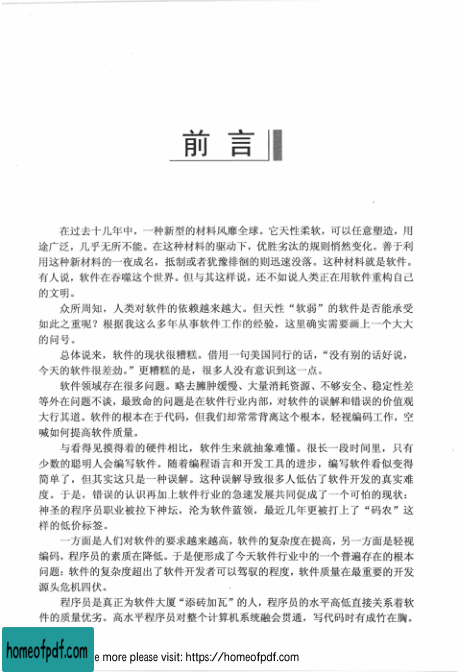 前 言
在过去十几年中，一种新型的材料风靡全球。它天性柔软，可以任意塑造，用
途广泛，几乎无所不能。在这种材料的驱动下，优胜劣汰的规则悄然变化。善于利
用这种新材料的一夜成名，抵制或者犹豫徘徊的则迅速没落。这种材料就是软件。
有人说，软件在吞噬这个世界。但与其这样说，还不如说人类正在用软件重构自己
的文明。
众所周知，人类对软件的依赖越来越大。但天性“软弱”的软件是否能承受
如此之重呢？根据我这么多年从事软件工作的经验，这里确实需要画上一个大大
的问号。
总体说来，软件的现状很糟糕。借用一句美国同行的话，“没有别的话好说，
今天的软件很差劲。”更糟糕的是，很多人没有意识到这一点。
软件领域存在很多问题。略去臃肿缓慢、大量消耗资源、不够安全、稳定性差
等外在问题不谈，最致命的问题是在软件行业内部，对软件的误解和错误的价值观
大行其道。软件的根本在于代码，但我们却常常背离这个根本，轻视编码工作，空
喊如何提高软件质量。
与看得见摸得着的硬件相比，软件生来就抽象难懂。很长一段时间里，只有
少数的聪明人会编写软件。随着编程语言和开发工具的进步，编写软件看似变得
简单了，但其实这只是一种误解。这种误解导致很多人低估了软件开发的真实难
度。于是，错误的认识再加上软件行业的急速发展共同促成了一个可怕的现状：
神圣的程序员职业被拉下神坛，沦为软件蓝领，最近几年更被打上了“码农”这
样的低价标签。
一方面是人们对软件的要求越来越高，软件的复杂度在提高，另一方面是轻视
编码，程序员的素质在降低。于是便形成了今天软件行业中的一个普遍存在的根本
问题：软件的复杂度超出了软件开发者可以驾驭的程度，软件质量在最重要的开发
源头危机四伏。
程序员是真正为软件大厦“添砖加瓦”的人，程序员的水平高低直接关系着软
件的质量优劣。高水平程序员对整个计算机系统融会贯通，写代码时有成竹在胸。
homeofpdf.com
homeofpdf.com
e more please visit: https://homeofpdf.com